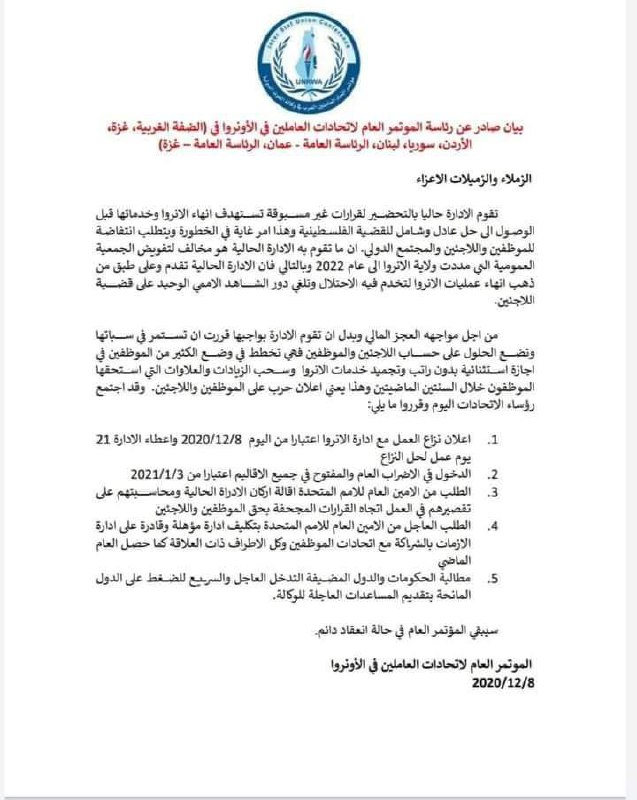 Inter Staff Union Conference
UNRWA
بيان صادر عن رئاسة الموتمر العام لاتحادات العاملين في الأونروا في (الضفة الغربية، غزة،
الأردن، سوريا، لبنان، الرئاسة العامة - عمان، الرئاسة العامة – غزة)
الزملاء والزميلات الاعزاء
تقوم الادارة حاليا بالتحضير لقرارات غير مسبوقة تستهدف انهاء الانروا وخدماتها قبل
الوصول الى حل عادل وشامل للقضية الفلسطينية وهذا امر غاية في الخطورة ويتطلب انتفاضة
للموظفين واللاجئين والمجتمع الدولي. ان ما تقوم به الادارة الحالية هو مخالف لتفويض الجمعية
العمومية التي مددت ولاية الانروا الى عام 2022 وبالتالي فان الادارة الحالية تقدم وعلى طبق من
ذهب انهاء عمليات الانروا لتخدم فيه الاحتلال وتلغي دور الشاهد الاممي الوحيد على قضية
اللاجئين.
من اجل مواجهه العجز المالي وبدل ان تقوم الادارة بواجبها قررت ان تستمر في سباتها
وتضع الحلول على حساب اللاجئين والموظفين فهي تخطط في وضع الكثير من الموظفين في
اجازة استثنائية بدون راتب وتجميد خدمات الانروا وسحب الزيادات والعلاوات التي استحقها
الموظفون خلال السنتين الماضيتين وهذا يعني اعلان حرب على الموظفين واللاجئين. وقد اجتمع
رؤساء الاتحادات اليوم وقرروا ما يلي:
1. اعلان نزاع العمل مع ادارة الانروا اعتبارا من اليوم 2020/12/8 واعطاء الادارة 21
يوم عمل لحل النزاع
2. الدخول في الاضراب العام والمفتوح في جميع الاقاليم اعتبارا من 2021/1/3
3. الطلب من الامين العام للامم المتحدة اقالة اركان الادراة الحالية ومحاسبتهم على
تقصيرهم في العمل اتجاه القرارات المجحفة بحق الموظفين واللاجئين
4. الطلب العاجل من الامين العام للامم المتحدة بتكليف ادارة مؤهلة وقادرة على ادارة
الازمات بالشراكة مع اتحادات الموظفين وكل الاطراف ذات العلاقة كما حصل العام
الماضي
5. مطالبة الحكومات والدول المضيفة التدخل العاجل والسريع للضغط على الدول
المانحة بتقديم المساعدات العاجلة للوكالة.
سيبقي المؤتمر العام في حالة انعقاد دائم.
الموتمر العام لاتحادات العاملين في الأونروا
2020/12/8